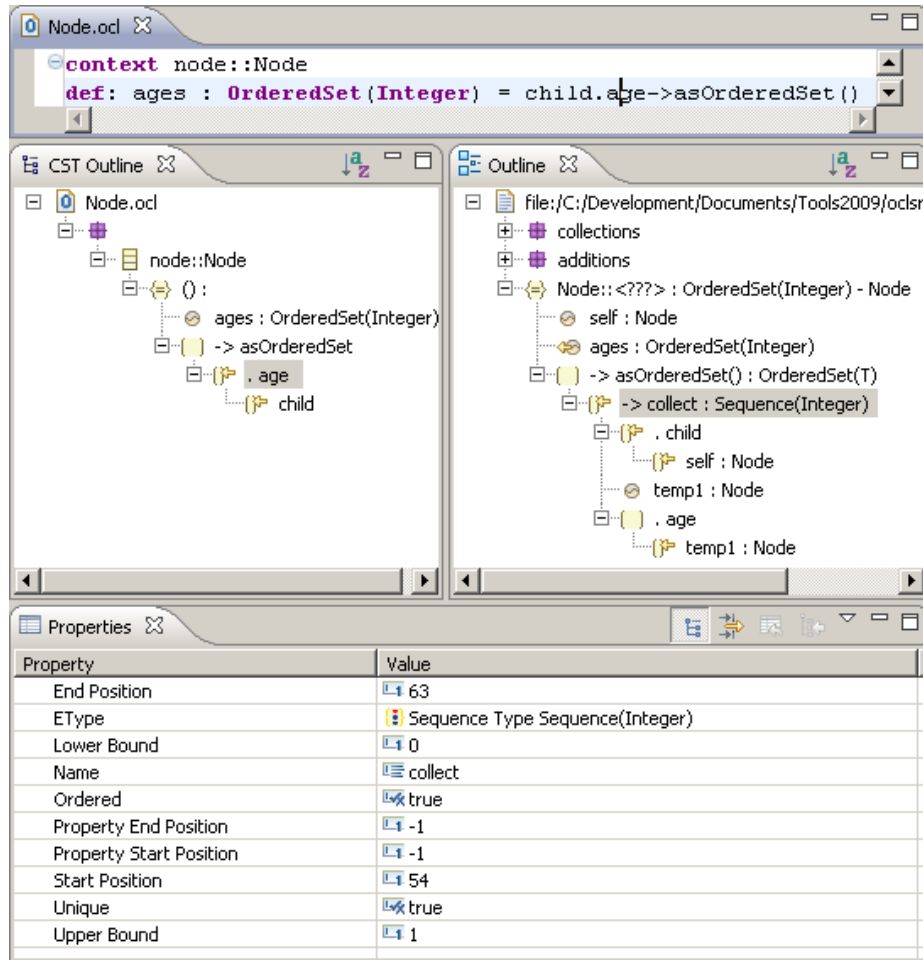 Node.ocl
context node::Node
def: ages : OrderedSet(Integer) = child.age->asOrderedSet()
CST Outline
Node.ocl
node::Node
() :
ages : OrderedSet(Integer)
-> asOrderedSet
. age
child
Outline
file:/C:/Development/Documents/Tools2009/oclsr
collections
additions
Node::<???> : OrderedSet(Integer) - Node
self : Node
ages : OrderedSet(Integer)
-> asOrderedSet() : OrderedSet(T)
-> collect : Sequence(Integer)
. child
self : Node
temp1 : Node
. age
temp1 : Node
Properties
Property Value
End Position 63
EType Sequence Type Sequence(Integer)
Lower Bound 0
Name collect
Ordered true
Property End Position -1
Property Start Position -1
Start Position 54
Unique true
Upper Bound 1